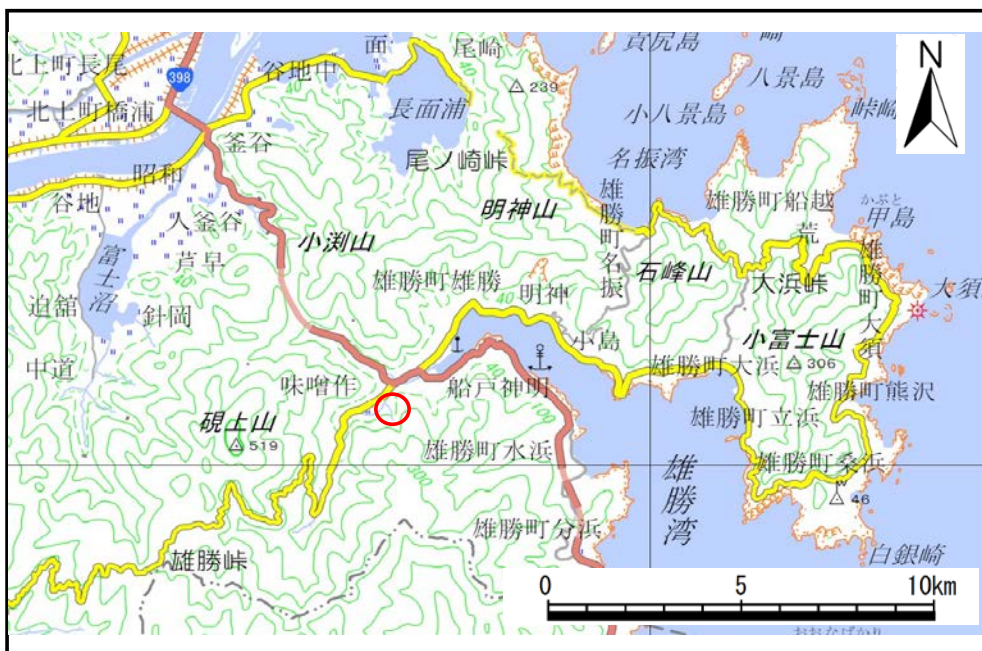 北上町長尾
面
尾崎
貢尻島
崎
N
398
谷地中
40
239
八景島
北上町橋浦
長面浦
小八景島
峠崎
釜谷
尾ノ崎峠
名振湾
昭和
谷地
入釜谷
明神山
雄勝町名振
雄勝町船越
かぶと
甲島
荒
芦早
小渕山
富士沼
雄勝町雄勝
40
明神
石峰山
大浜峠
雄勝町大須
大須
迫舘
針岡
小島
小富士山
306
中道
味噌作
船戸神明
40
雄勝町大浜
雄勝町熊沢
硯上山
100
519
雄勝町立浜
雄勝町水浜
300
雄勝町桑浜
雄勝湾
46
雄勝町分浜
雄勝峠
白銀崎
0 5 10km